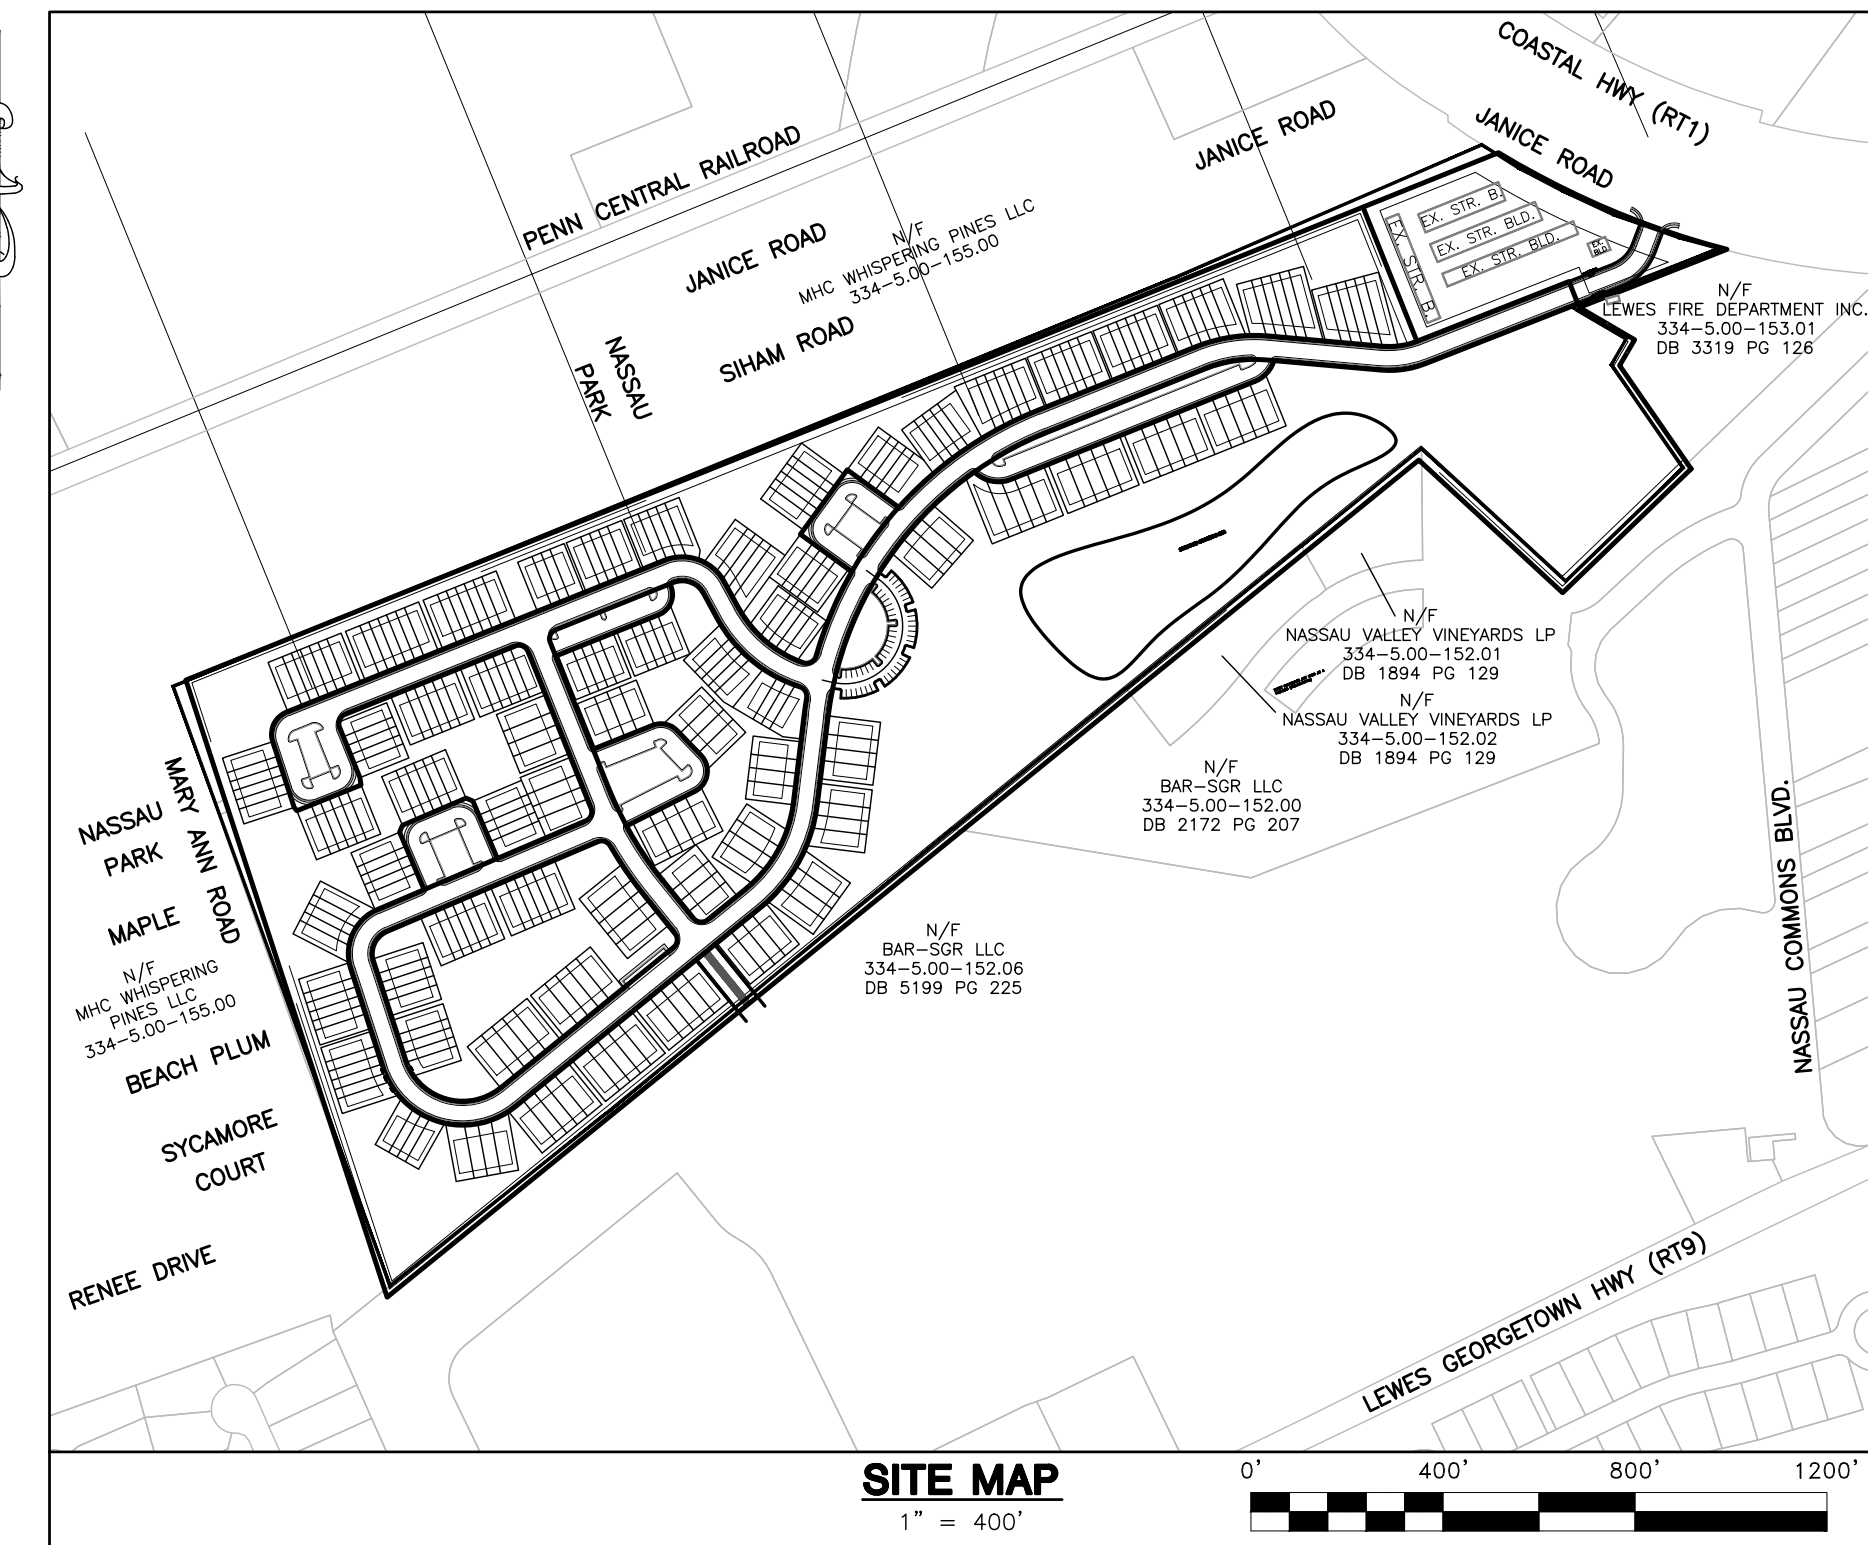 COASTAL HWY (RT1)
JANICE ROAD
JANICE ROAD
PENN CENTRAL RAILROAD
JANICE ROAD
N/F
MHC WHISPERING PINES LLC
334-5.00-155.00
SIHAM ROAD
NASSAU
PARK
EX. STR. B.
EX. STR. BLD.
EX. STR. BLD.
EX. STR. B.
EX.
BLD.
N/F
LEWES FIRE DEPARTMENT INC.
334-5.00-153.01
DB 3319 PG 126
N/F
NASSAU VALLEY VINEYARDS LP
334-5.00-152.01
DB 1894 PG 129
N/F
NASSAU VALLEY VINEYARDS LP
334-5.00-152.02
DB 1894 PG 129
N/F
BAR-SGR LLC
334-5.00-152.00
DB 2172 PG 207
N/F
BAR-SGR LLC
334-5.00-152.06
DB 5199 PG 225
MARY ANN ROAD
NASSAU
PARK
MAPLE
N/F
MHC WHISPERING
PINES LLC
334-5.00-155.00
BEACH PLUM
SYCAMORE
COURT
RENEE DRIVE
NASSAU COMMONS BLVD.
LEWES GEORGETOWN HWY (RT9)
SITE MAP
1" = 400'
0' 400' 800' 1200'